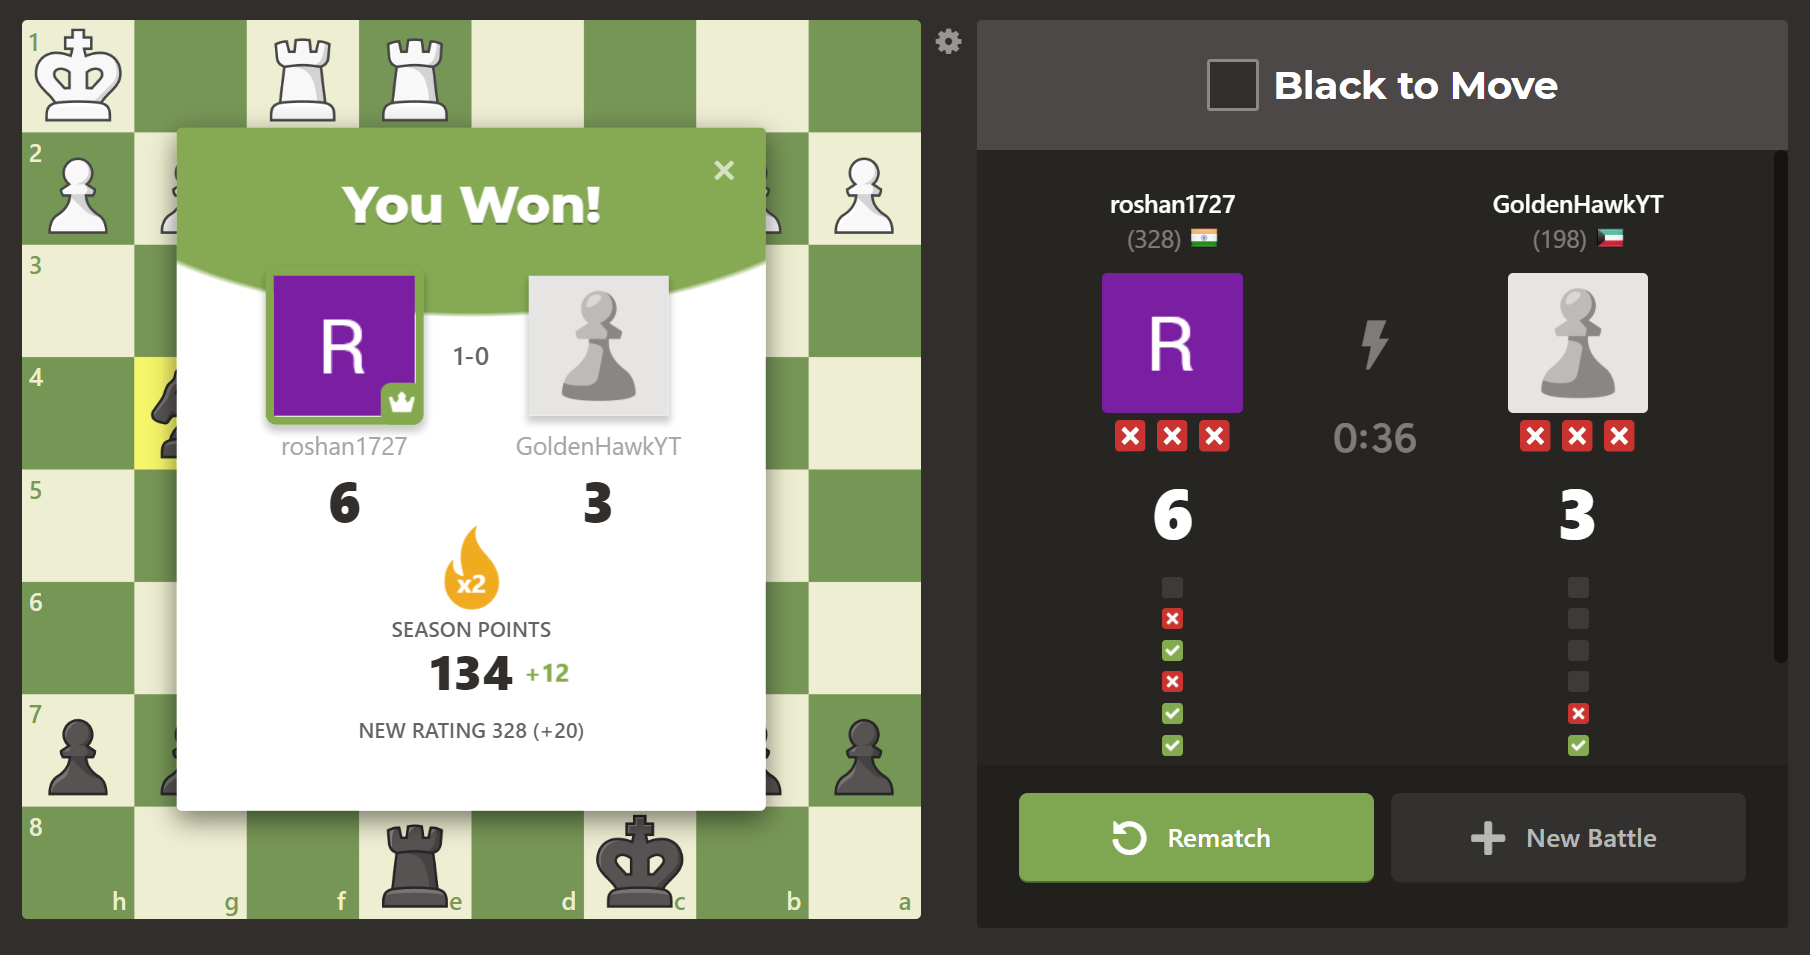 1
2
3
4
5
6
7
8
h
g
f
e
d
c
b
a
You Won!
R
1-0
roshan1727
GoldenHawkYT
6
3
x2
SEASON POINTS
134 +12
NEW RATING 328 (+20)
Black to Move
roshan1727
(328)
GoldenHawkYT
(198)
R
0:36
6
3
Rematch
New Battle